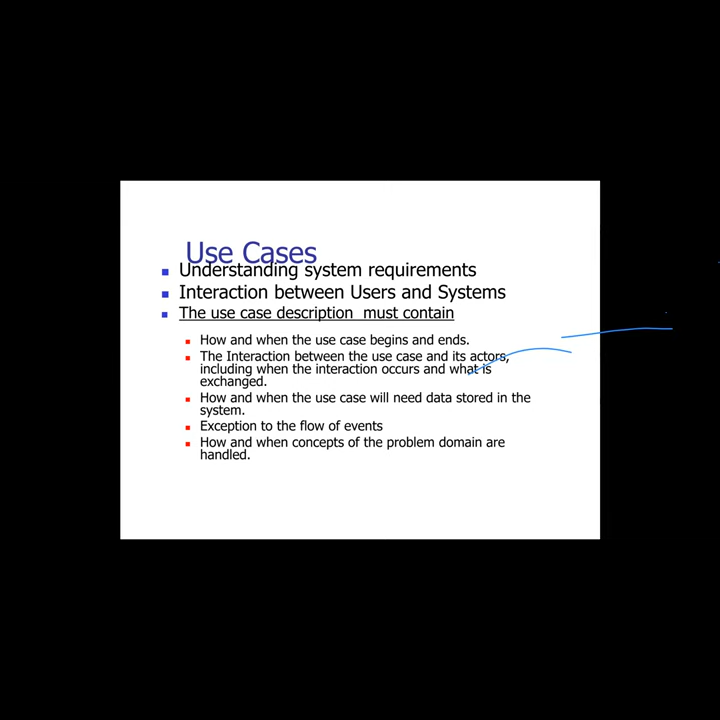 Use Cases
Understanding system requirements
Interaction between Users and Systems
The use case description must contain
How and when the use case begins and ends.
The Interaction between the use case and its actors,
including when the interaction occurs and what is
exchanged.
How and when the use case will need data stored in the
system.
Exception to the flow of events
How and when concepts of the problem domain are
handled.